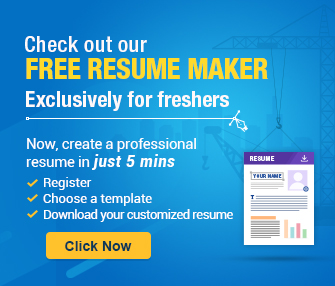 Check out our
FREE RESUME MAKER
Exclusively for freshers
Now, create a professional
resume in just 5 mins
Register
Choose a template
Download your customized resume
Click Now
RESUME
YOUR NAME